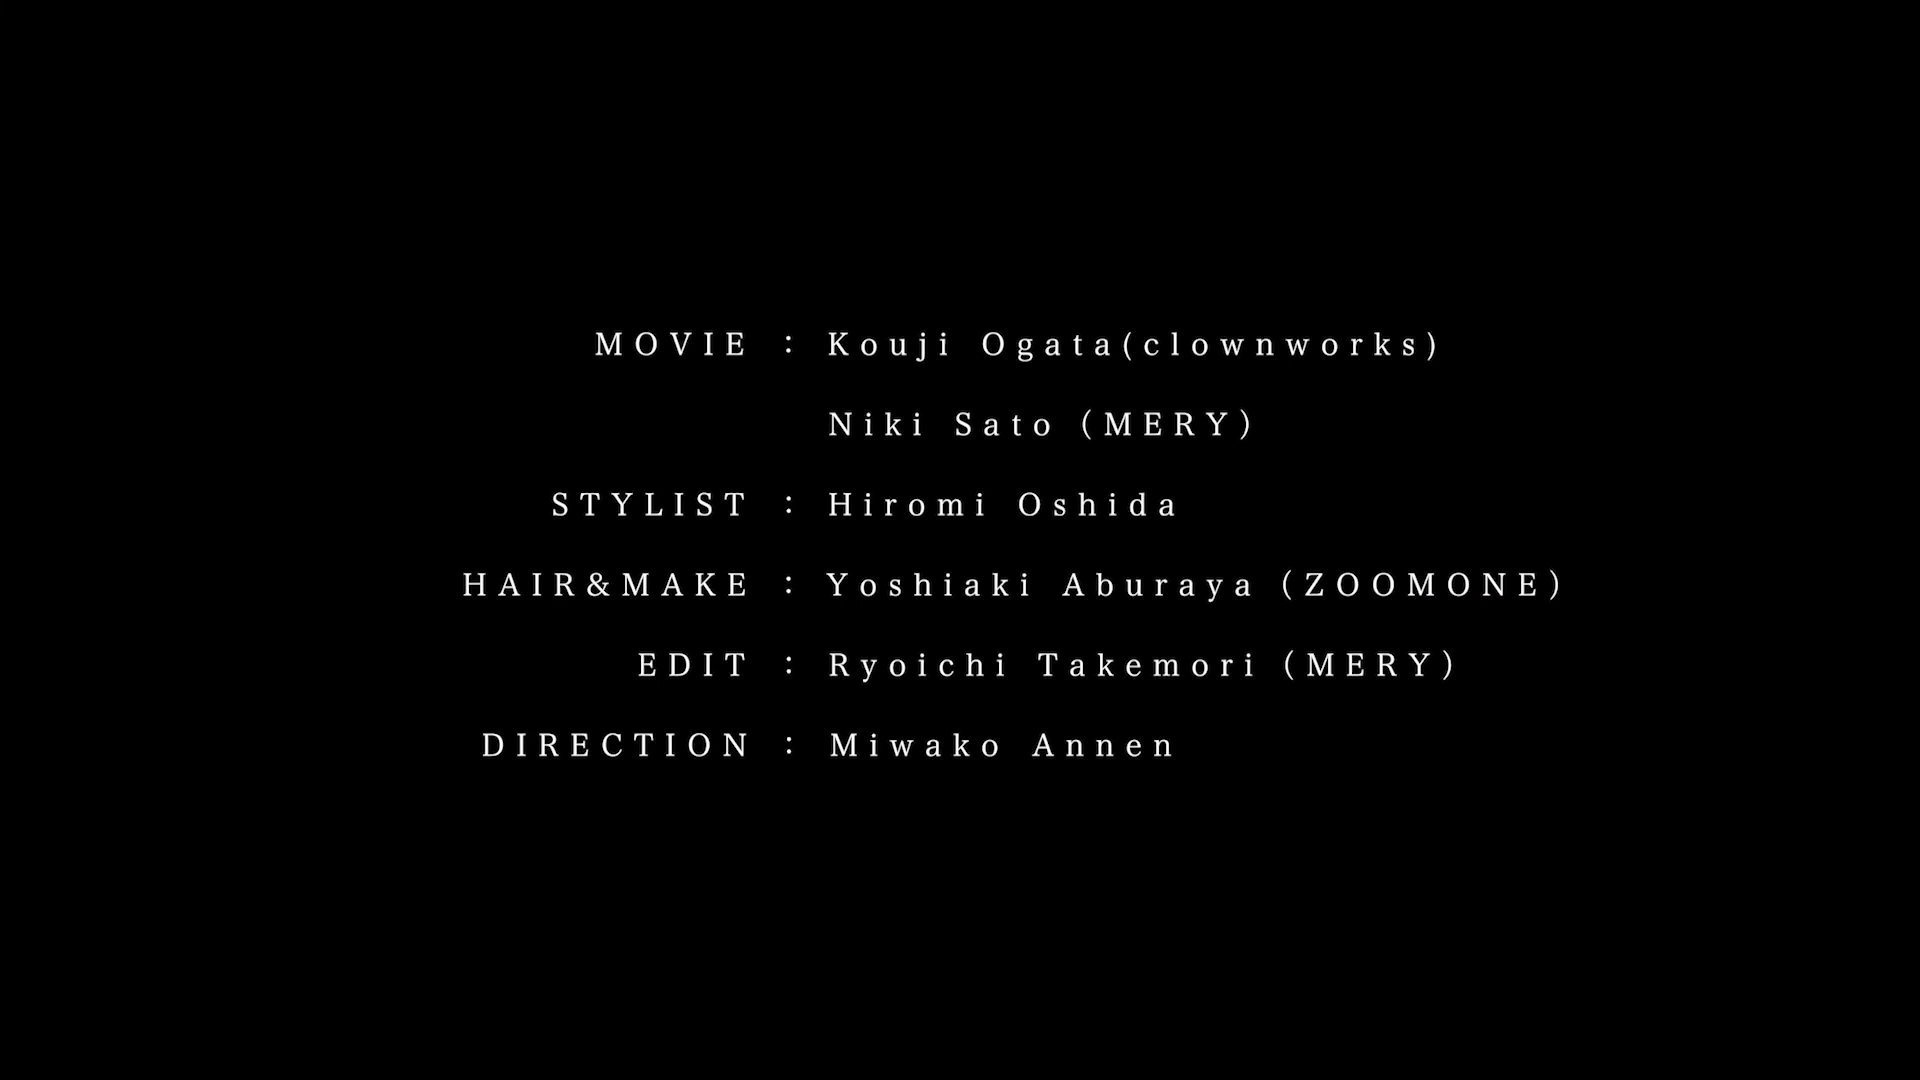 MOVIE : Kouji Ogata(clownworks)
Niki Sato (MERY)
STYLIST : Hiromi Oshida
HAIR&MAKE : Yoshiaki Aburaya (ZOOMONE)
EDIT : Ryoichi Takemori (MERY)
DIRECTION : Miwako Annen